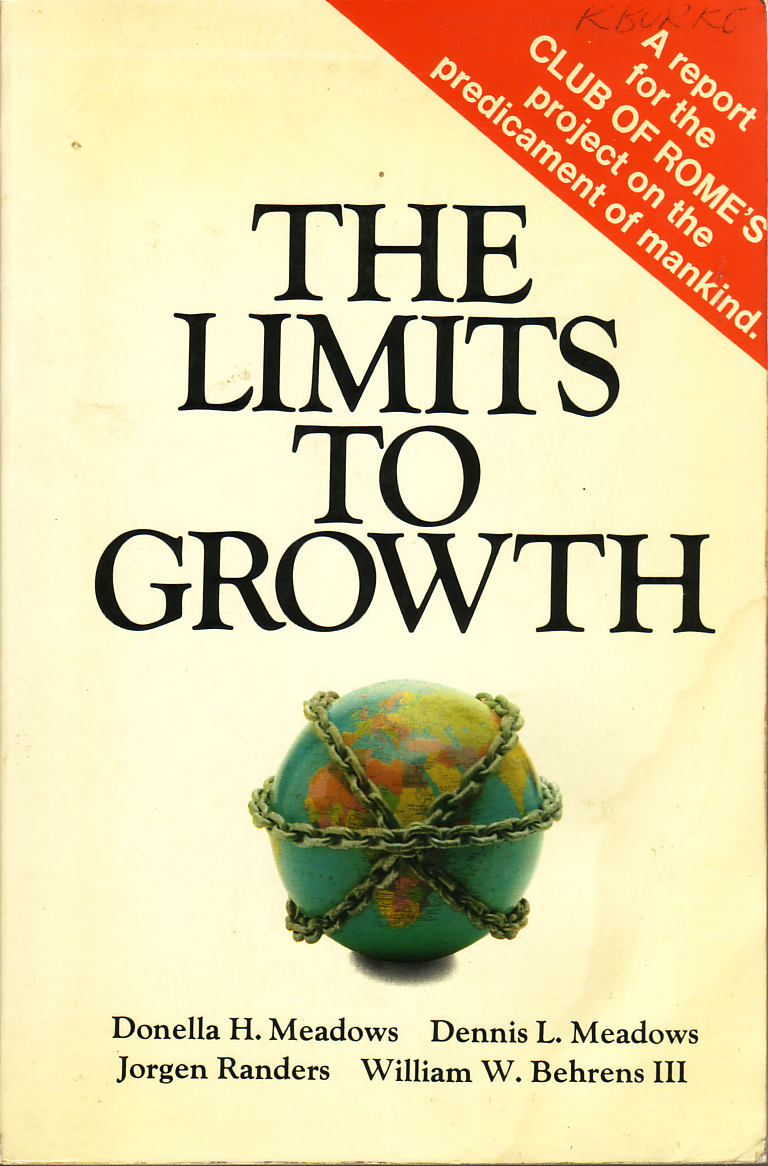 KBURKE
A report
for the
CLUB OF ROME'S
project on the
predicament of mankind.
THE
LIMITS
TO
GROWTH
Donella H. Meadows Dennis L. Meadows
Jorgen Randers William W. Behrens III